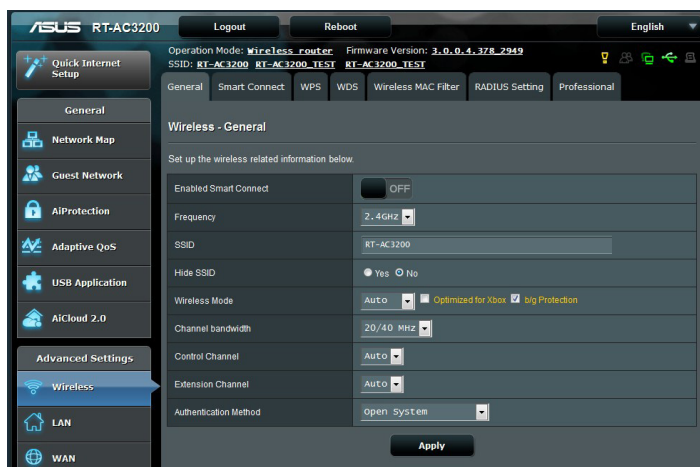 ASUS RT-AC3200 Logout Reboot English
Operation Mode: Wireless router Firmware Version: 3.0.0.4.378_2949
SSID: RT-AC3200 RT-AC3200_TEST RT-AC3200_TEST
Quick Internet
Setup
General
Network Map
Guest Network
AiProtection
Adaptive QoS
USB Application
AiCloud 2.0
Advanced Settings
Wireless
LAN
WAN
General Smart Connect WPS WDS Wireless MAC Filter RADIUS Setting Professional
Wireless - General
Set up the wireless related information below.
Enabled Smart Connect OFF
Frequency 2.4GHz
SSID RT-AC3200
Hide SSID Yes No
Wireless Mode Auto Optimized for Xbox b/g Protection
Channel bandwidth 20/40 MHz
Control Channel Auto
Extension Channel Auto
Authentication Method Open System
Apply